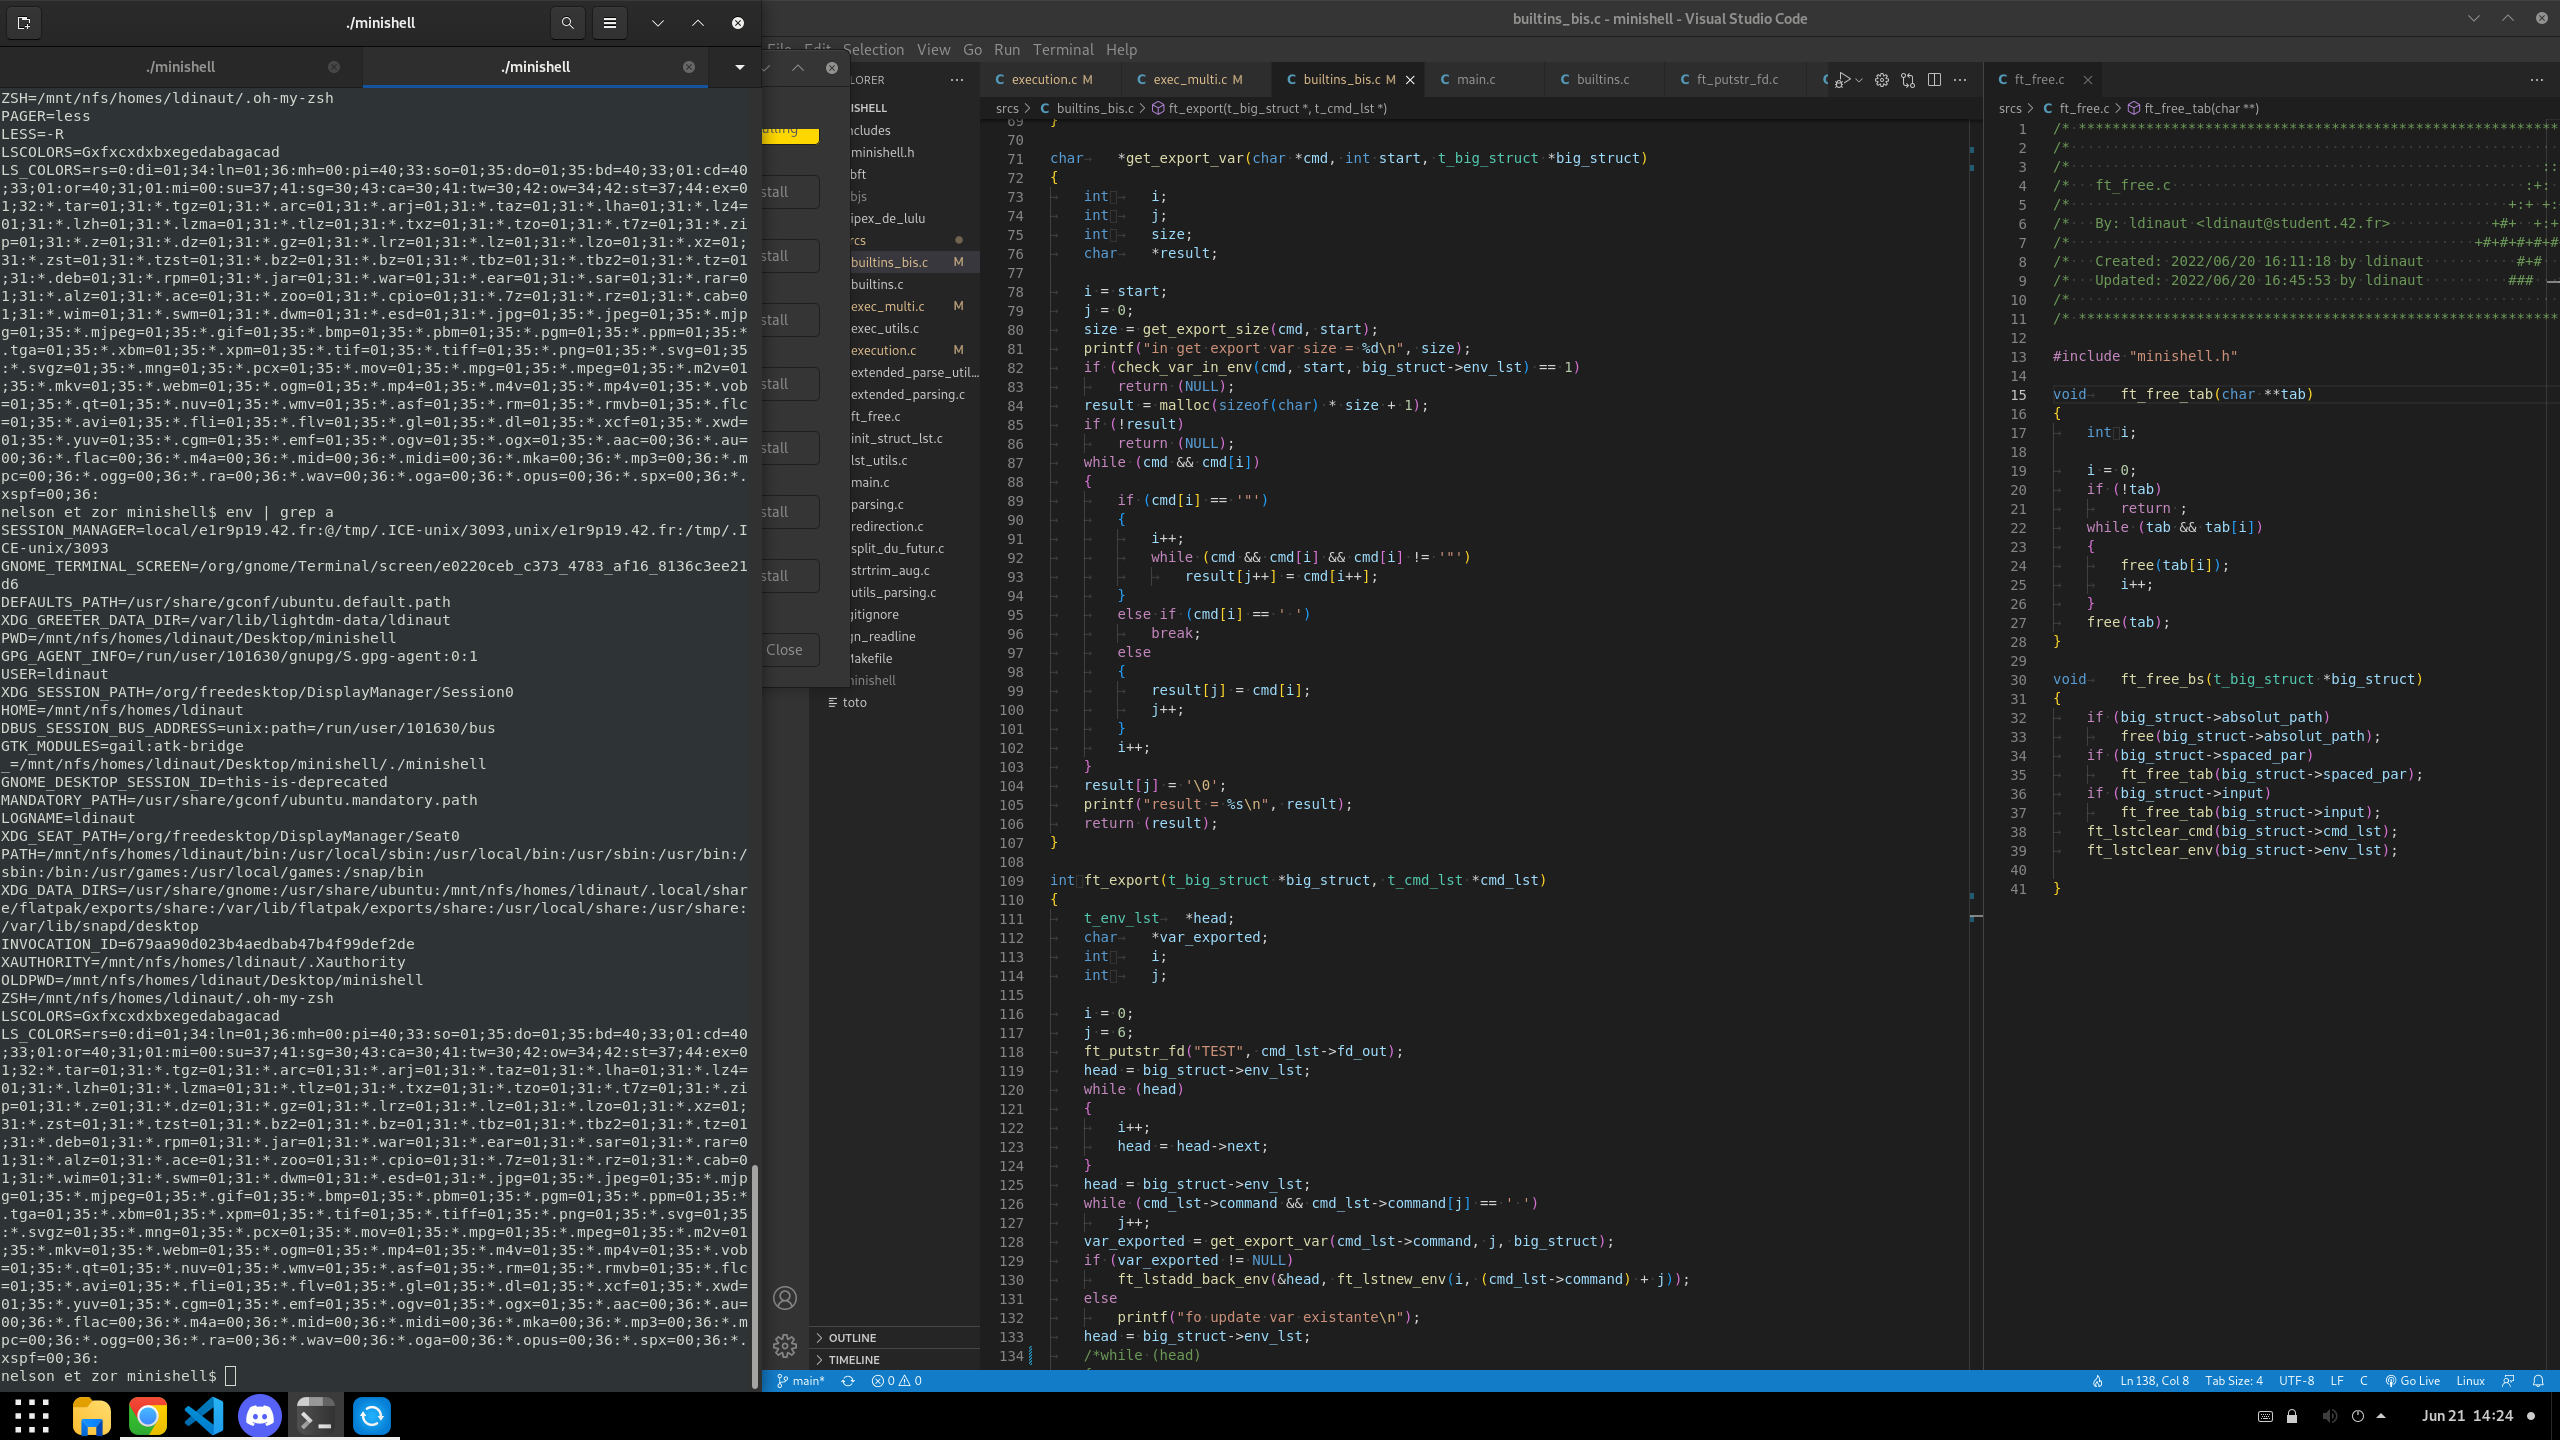 ./minishell
./minishell
./minishell
ZSH=/mnt/nfs/homes/ldinaut/.oh-my-zsh
PAGER=less
LESS=-R
LSCOLORS=Gxfxcxdxbxegedabagacad
LS_COLORS=rs=0:di=01;34:ln=01;36:mh=00:pi=40;33:so=01;35:do=01;35:bd=40;33;01:cd=40
;33;01:or=40;31;01:mi=00:su=37;41:sg=30;43:ca=30;41:tw=30;42:ow=34;42:st=37;44:ex=0
1;32:*.tar=01;31:*.tgz=01;31:*.arc=01;31:*.arj=01;31:*.taz=01;31:*.lha=01;31:*.lz4=
01;31:*.lzh=01;31:*.lzma=01;31:*.tlz=01;31:*.txz=01;31:*.tzo=01;31:*.t7z=01;31:*.zi
p=01;31:*.z=01;31:*.dz=01;31:*.gz=01;31:*.lrz=01;31:*.lz=01;31:*.lzo=01;31:*.xz=01;
31:*.zst=01;31:*.tzst=01;31:*.bz2=01;31:*.bz=01;31:*.tbz=01;31:*.tbz2=01;31:*.tz=01
;31:*.deb=01;31:*.rpm=01;31:*.jar=01;31:*.war=01;31:*.ear=01;31:*.sar=01;31:*.rar=0
1;31:*.alz=01;31:*.ace=01;31:*.zoo=01;31:*.cpio=01;31:*.7z=01;31:*.rz=01;31:*.cab=0
1;31:*.wim=01;31:*.swm=01;31:*.dwm=01;31:*.esd=01;31:*.jpg=01;35:*.jpeg=01;35:*.mjp
g=01;35:*.mjpeg=01;35:*.gif=01;35:*.bmp=01;35:*.pbm=01;35:*.pgm=01;35:*.ppm=01;35:*
.tga=01;35:*.xbm=01;35:*.xpm=01;35:*.tif=01;35:*.tiff=01;35:*.png=01;35:*.svg=01;35
:*.svgz=01;35:*.mng=01;35:*.pcx=01;35:*.mov=01;35:*.mpg=01;35:*.mpeg=01;35:*.m2v=01
;35:*.mkv=01;35:*.webm=01;35:*.ogm=01;35:*.mp4=01;35:*.m4v=01;35:*.mp4v=01;35:*.vob
=01;35:*.qt=01;35:*.nuv=01;35:*.wmv=01;35:*.asf=01;35:*.rm=01;35:*.rmvb=01;35:*.flc
=01;35:*.avi=01;35:*.fli=01;35:*.flv=01;35:*.gl=01;35:*.dl=01;35:*.xcf=01;35:*.xwd=
01;35:*.yuv=01;35:*.cgm=01;35:*.emf=01;35:*.ogv=01;35:*.ogx=01;35:*.aac=00;36:*.au=
00;36:*.flac=00;36:*.m4a=00;36:*.mid=00;36:*.midi=00;36:*.mka=00;36:*.mp3=00;36:*.m
pc=00;36:*.ogg=00;36:*.ra=00;36:*.wav=00;36:*.oga=00;36:*.opus=00;36:*.spx=00;36:*.
xspf=00;36:
nelson et zor minishell$ env | grep a
SESSION_MANAGER=local/e1r9p19.42.fr:@/tmp/.ICE-unix/3093,unix/e1r9p19.42.fr:/tmp/.I
CE-unix/3093
GNOME_TERMINAL_SCREEN=/org/gnome/Terminal/screen/e0220ceb_c373_4783_af16_8136c3ee21
d6
DEFAULTS_PATH=/usr/share/gconf/ubuntu.default.path
XDG_GREETER_DATA_DIR=/var/lib/lightdm-data/ldinaut
PWD=/mnt/nfs/homes/ldinaut/Desktop/minishell
GPG_AGENT_INFO=/run/user/101630/gnupg/S.gpg-agent:0:1
USER=ldinaut
XDG_SESSION_PATH=/org/freedesktop/DisplayManager/Session0
HOME=/mnt/nfs/homes/ldinaut
DBUS_SESSION_BUS_ADDRESS=unix:path=/run/user/101630/bus
GTK_MODULES=gail:atk-bridge
_=/mnt/nfs/homes/ldinaut/Desktop/minishell/./minishell
GNOME_DESKTOP_SESSION_ID=this-is-deprecated
MANDATORY_PATH=/usr/share/gconf/ubuntu.mandatory.path
LOGNAME=ldinaut
XDG_SEAT_PATH=/org/freedesktop/DisplayManager/Seat0
PATH=/mnt/nfs/homes/ldinaut/bin:/usr/local/sbin:/usr/local/bin:/usr/sbin:/usr/bin:/
sbin:/bin:/usr/games:/usr/local/games:/snap/bin
XDG_DATA_DIRS=/usr/share/gnome:/usr/share/ubuntu:/mnt/nfs/homes/ldinaut/.local/shar
e/flatpak/exports/share:/var/lib/flatpak/exports/share:/usr/local/share:/usr/share:
/var/lib/snapd/desktop
INVOCATION_ID=679aa90d023b4aedbab47b4f99def2de
XAUTHORITY=/mnt/nfs/homes/ldinaut/.Xauthority
OLDPWD=/mnt/nfs/homes/ldinaut/Desktop/minishell
ZSH=/mnt/nfs/homes/ldinaut/.oh-my-zsh
LSCOLORS=Gxfxcxdxbxegedabagacad
LS_COLORS=rs=0:di=01;34:ln=01;36:mh=00:pi=40;33:so=01;35:do=01;35:bd=40;33;01:cd=40
;33;01:or=40;31;01:mi=00:su=37;41:sg=30;43:ca=30;41:tw=30;42:ow=34;42:st=37;44:ex=0
1;32:*.tar=01;31:*.tgz=01;31:*.arc=01;31:*.arj=01;31:*.taz=01;31:*.lha=01;31:*.lz4=
01;31:*.lzh=01;31:*.lzma=01;31:*.tlz=01;31:*.txz=01;31:*.tzo=01;31:*.t7z=01;31:*.zi
p=01;31:*.z=01;31:*.dz=01;31:*.gz=01;31:*.lrz=01;31:*.lz=01;31:*.lzo=01;31:*.xz=01;
31:*.zst=01;31:*.tzst=01;31:*.bz2=01;31:*.bz=01;31:*.tbz=01;31:*.tbz2=01;31:*.tz=01
;31:*.deb=01;31:*.rpm=01;31:*.jar=01;31:*.war=01;31:*.ear=01;31:*.sar=01;31:*.rar=0
1;31:*.alz=01;31:*.ace=01;31:*.zoo=01;31:*.cpio=01;31:*.7z=01;31:*.rz=01;31:*.cab=0
1;31:*.wim=01;31:*.swm=01;31:*.dwm=01;31:*.esd=01;31:*.jpg=01;35:*.jpeg=01;35:*.mjp
g=01;35:*.mjpeg=01;35:*.gif=01;35:*.bmp=01;35:*.pbm=01;35:*.pgm=01;35:*.ppm=01;35:*
.tga=01;35:*.xbm=01;35:*.xpm=01;35:*.tif=01;35:*.tiff=01;35:*.png=01;35:*.svg=01;35
:*.svgz=01;35:*.mng=01;35:*.pcx=01;35:*.mov=01;35:*.mpg=01;35:*.mpeg=01;35:*.m2v=01
;35:*.mkv=01;35:*.webm=01;35:*.ogm=01;35:*.mp4=01;35:*.m4v=01;35:*.mp4v=01;35:*.vob
=01;35:*.qt=01;35:*.nuv=01;35:*.wmv=01;35:*.asf=01;35:*.rm=01;35:*.rmvb=01;35:*.flc
=01;35:*.avi=01;35:*.fli=01;35:*.flv=01;35:*.gl=01;35:*.dl=01;35:*.xcf=01;35:*.xwd=
01;35:*.yuv=01;35:*.cgm=01;35:*.emf=01;35:*.ogv=01;35:*.ogx=01;35:*.aac=00;36:*.au=
00;36:*.flac=00;36:*.m4a=00;36:*.mid=00;36:*.midi=00;36:*.mka=00;36:*.mp3=00;36:*.m
pc=00;36:*.ogg=00;36:*.ra=00;36:*.wav=00;36:*.oga=00;36:*.opus=00;36:*.spx=00;36:*.
xspf=00;36:
nelson et zor minishell$
stall
stall
stall
stall
stall
stall
stall
Close
builtins_bis.c - minishell - Visual Studio Code
Selection View Go Run Terminal Help
LORER
NISHELL
ncludes
minishell.h
bft
bjs
ipex_de_lulu
rcs
builtins_bis.c M
builtins.c
exec_multi.c M
exec_utils.c
execution.c M
extended_parse_util...
extended_parsing.c
ft_free.c
init_struct_lst.c
lst_utils.c
main.c
parsing.c
redirection.c
split_du_futur.c
strtrim_aug.c
utils_parsing.c
gitignore
gn_readline
Makefile
minishell
toto
OUTLINE
TIMELINE
execution.c M exec_multi.c M builtins_bis.c M main.c builtins.c ft_putstr_fd.c
srcs > builtins_bis.c > ft_export(t_big_struct *, t_cmd_lst *)
69 }
70
71 char *get_export_var(char *cmd, int start, t_big_struct *big_struct)
72 {
73 int i;
74 int j;
75 int size;
76 char *result;
77
78 i = start;
79 j = 0;
80 size = get_export_size(cmd, start);
81 printf("in get export var size = %d\n", size);
82 if (check_var_in_env(cmd, start, big_struct->env_lst) == 1)
83 return (NULL);
84 result = malloc(sizeof(char) * size + 1);
85 if (!result)
86 return (NULL);
87 while (cmd && cmd[i])
88 {
89 if (cmd[i] == '"')
90 {
91 i++;
92 while (cmd && cmd[i] && cmd[i] != '"')
93 result[j++] = cmd[i++];
94 }
95 else if (cmd[i] == ' ')
96 break;
97 else
98 {
99 result[j] = cmd[i];
100 j++;
101 }
102 i++;
103 }
104 result[j] = '\0';
105 printf("result = %s\n", result);
106 return (result);
107 }
108
109 int ft_export(t_big_struct *big_struct, t_cmd_lst *cmd_lst)
110 {
111 t_env_lst *head;
112 char *var_exported;
113 int i;
114 int j;
115
116 i = 0;
117 j = 6;
118 ft_putstr_fd("TEST", cmd_lst->fd_out);
119 head = big_struct->env_lst;
120 while (head)
121 {
122 i++;
123 head = head->next;
124 }
125 head = big_struct->env_lst;
126 while (cmd_lst->command && cmd_lst->command[j] == ' ')
127 j++;
128 var_exported = get_export_var(cmd_lst->command, j, big_struct);
129 if (var_exported != NULL)
130 ft_lstadd_back_env(&head, ft_lstnew_env(i, (cmd_lst->command) + j));
131 else
132 printf("fo update var existante\n");
133 head = big_struct->env_lst;
134 /*while (head)
ft_free.c
srcs > ft_free.c > ft_free_tab(char **)
1 /* *********************************************************
2 /*
3 /* ::
4 /* ft_free.c :+:
5 /* +:+ +:
6 /* By: ldinaut <ldinaut@student.42.fr> +#+ +:+
7 /* +#+#+#+#+#
8 /* Created: 2022/06/20 16:11:18 by ldinaut #+#
9 /* Updated: 2022/06/20 16:45:53 by ldinaut ###
10 /*
11 /* *********************************************************
12
13 #include "minishell.h"
14
15 void ft_free_tab(char **tab)
16 {
17 int i;
18
19 i = 0;
20 if (!tab)
21 return ;
22 while (tab && tab[i])
23 {
24 free(tab[i]);
25 i++;
26 }
27 free(tab);
28 }
29
30 void ft_free_bs(t_big_struct *big_struct)
31 {
32 if (big_struct->absolut_path)
33 free(big_struct->absolut_path);
34 if (big_struct->spaced_par)
35 ft_free_tab(big_struct->spaced_par);
36 if (big_struct->input)
37 ft_free_tab(big_struct->input);
38 ft_lstclear_cmd(big_struct->cmd_lst);
39 ft_lstclear_env(big_struct->env_lst);
40
41 }
main* 0 0 Ln 138, Col 8 Tab Size: 4 UTF-8 LF C Go Live Linux
Jun 21 14:24